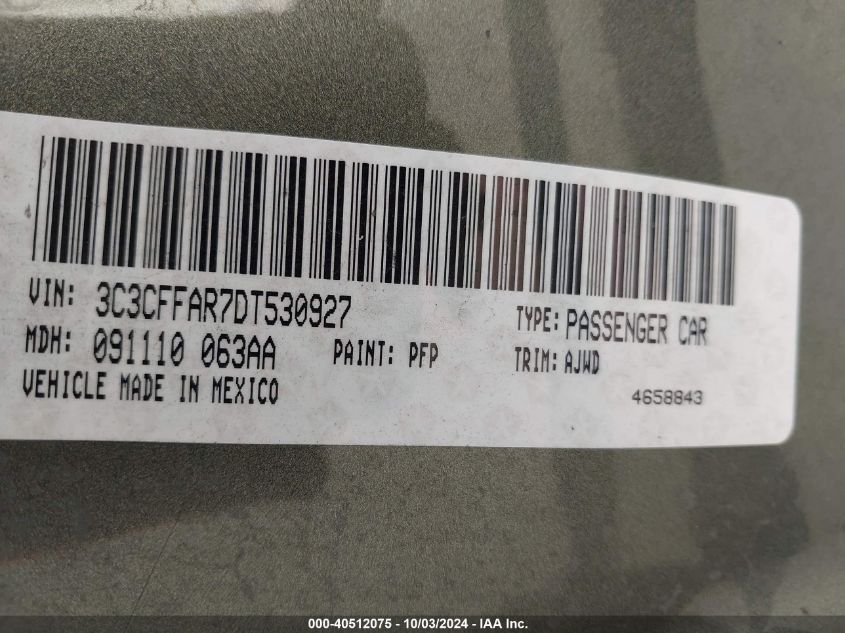 VIN: 3C3CFFAR7DT530927 TYPE: PASSENGER CAR
MDH: 091110 063AA PAINT: PFP TRIM: AJWD
VEHICLE MADE IN MEXICO 4658843
000-40512075 - 10/03/2024 - IAA Inc.